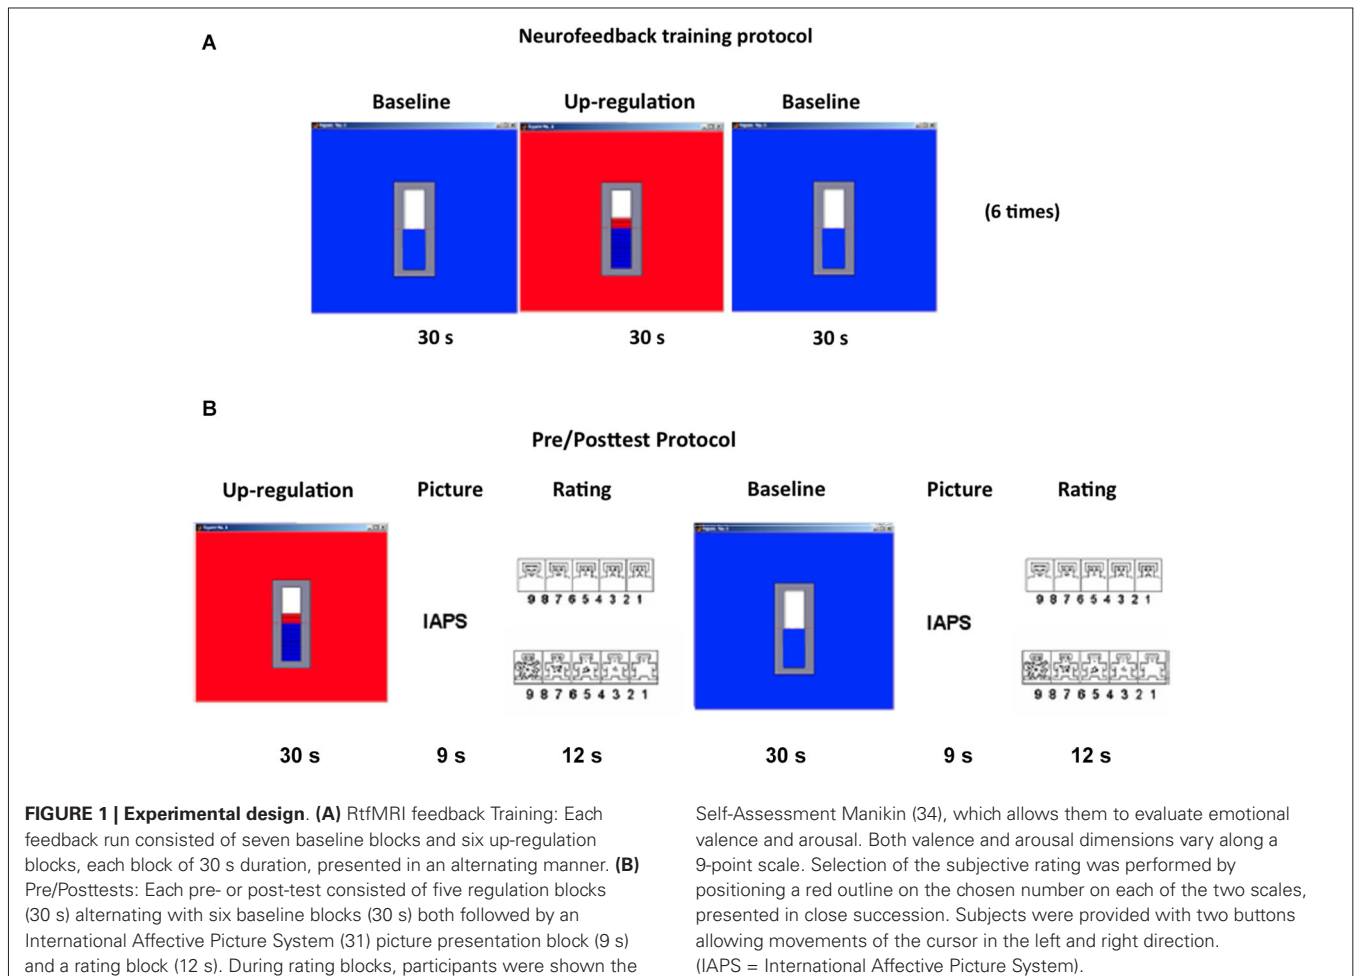 A
Neurofeedback training protocol
Baseline
Up-regulation
Baseline
(6 times)
30 s
30 s
30 s
B
Pre/Posttest Protocol
Up-regulation
Picture
Rating
Baseline
Picture
Rating
IAPS
9 8 7 6 5 4 3 2 1
9 8 7 6 5 4 3 2 1
IAPS
9 8 7 6 5 4 3 2 1
9 8 7 6 5 4 3 2 1
30 s
9 s
12 s
30 s
9 s
12 s
FIGURE 1 | Experimental design. (A) RtfMRI feedback Training: Each
feedback run consisted of seven baseline blocks and six up-regulation
blocks, each block of 30 s duration, presented in an alternating manner. (B)
Pre/Posttests: Each pre- or post-test consisted of five regulation blocks
(30 s) alternating with six baseline blocks (30 s) both followed by an
International Affective Picture System (31) picture presentation block (9 s)
and a rating block (12 s). During rating blocks, participants were shown the
Self-Assessment Manikin (34), which allows them to evaluate emotional
valence and arousal. Both valence and arousal dimensions vary along a
9-point scale. Selection of the subjective rating was performed by
positioning a red outline on the chosen number on each of the two scales,
presented in close succession. Subjects were provided with two buttons
allowing movements of the cursor in the left and right direction.
(IAPS = International Affective Picture System).